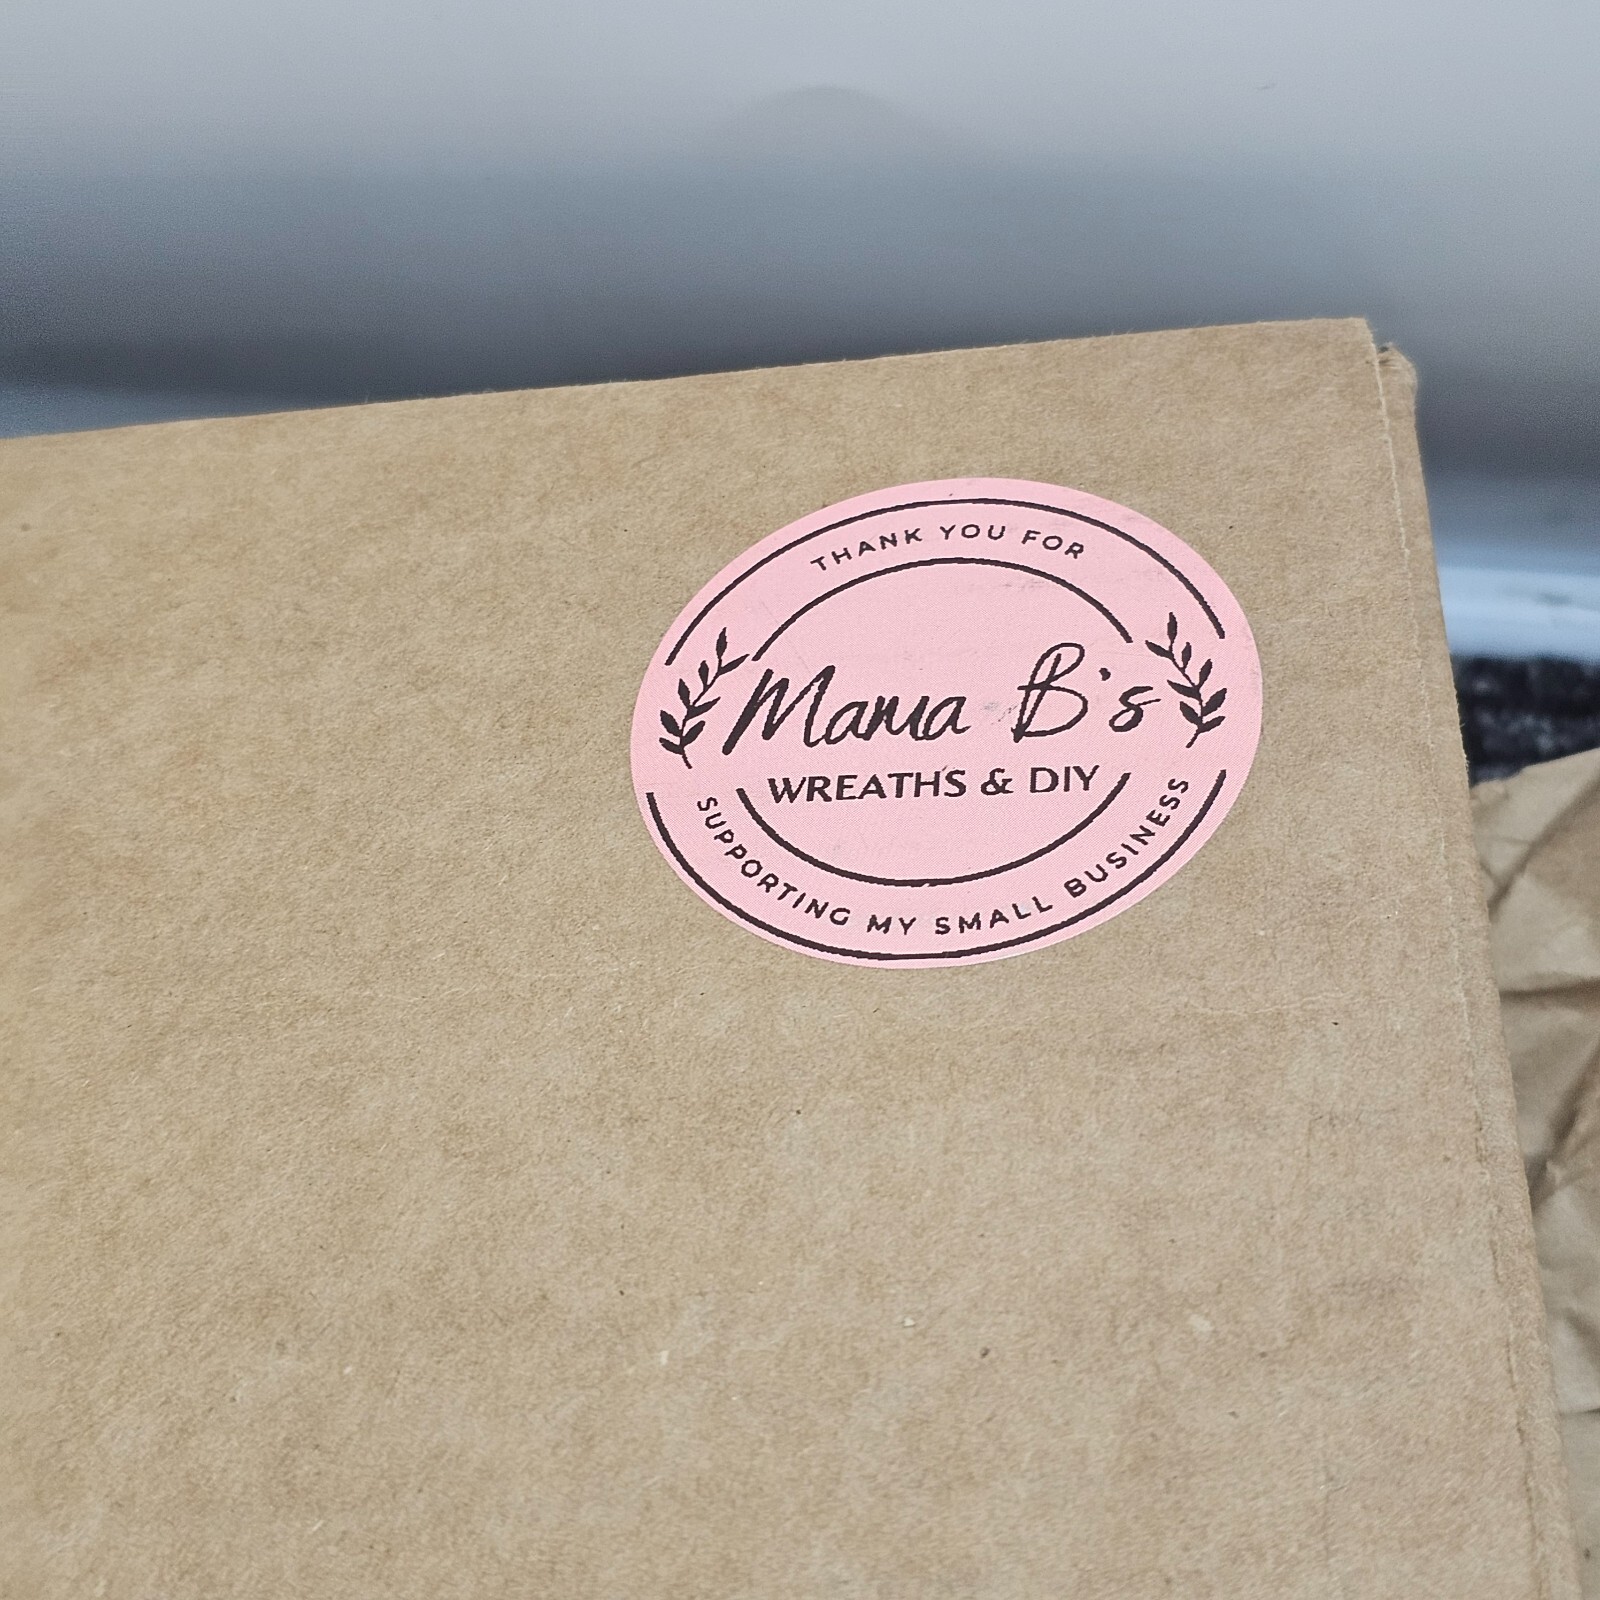 THANK YOU FOR
Mama B's
WREATHS & DIY
SUPPORTING MY SMALL BUSINESS